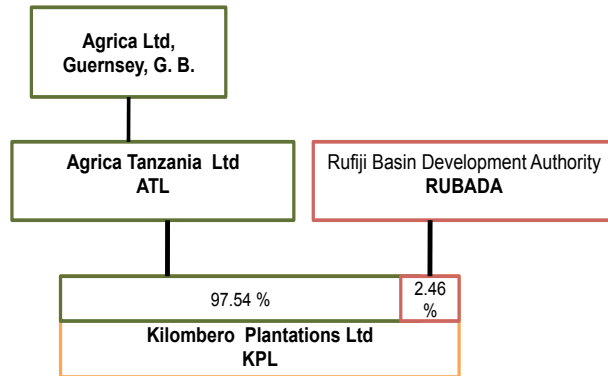 Agrica Ltd,
Guernsey, G. B.
Agrica Tanzania Ltd
ATL
Rufiji Basin Development Authority
RUBADA
97.54 %
2.46
%
Kilombero Plantations Ltd
KPL